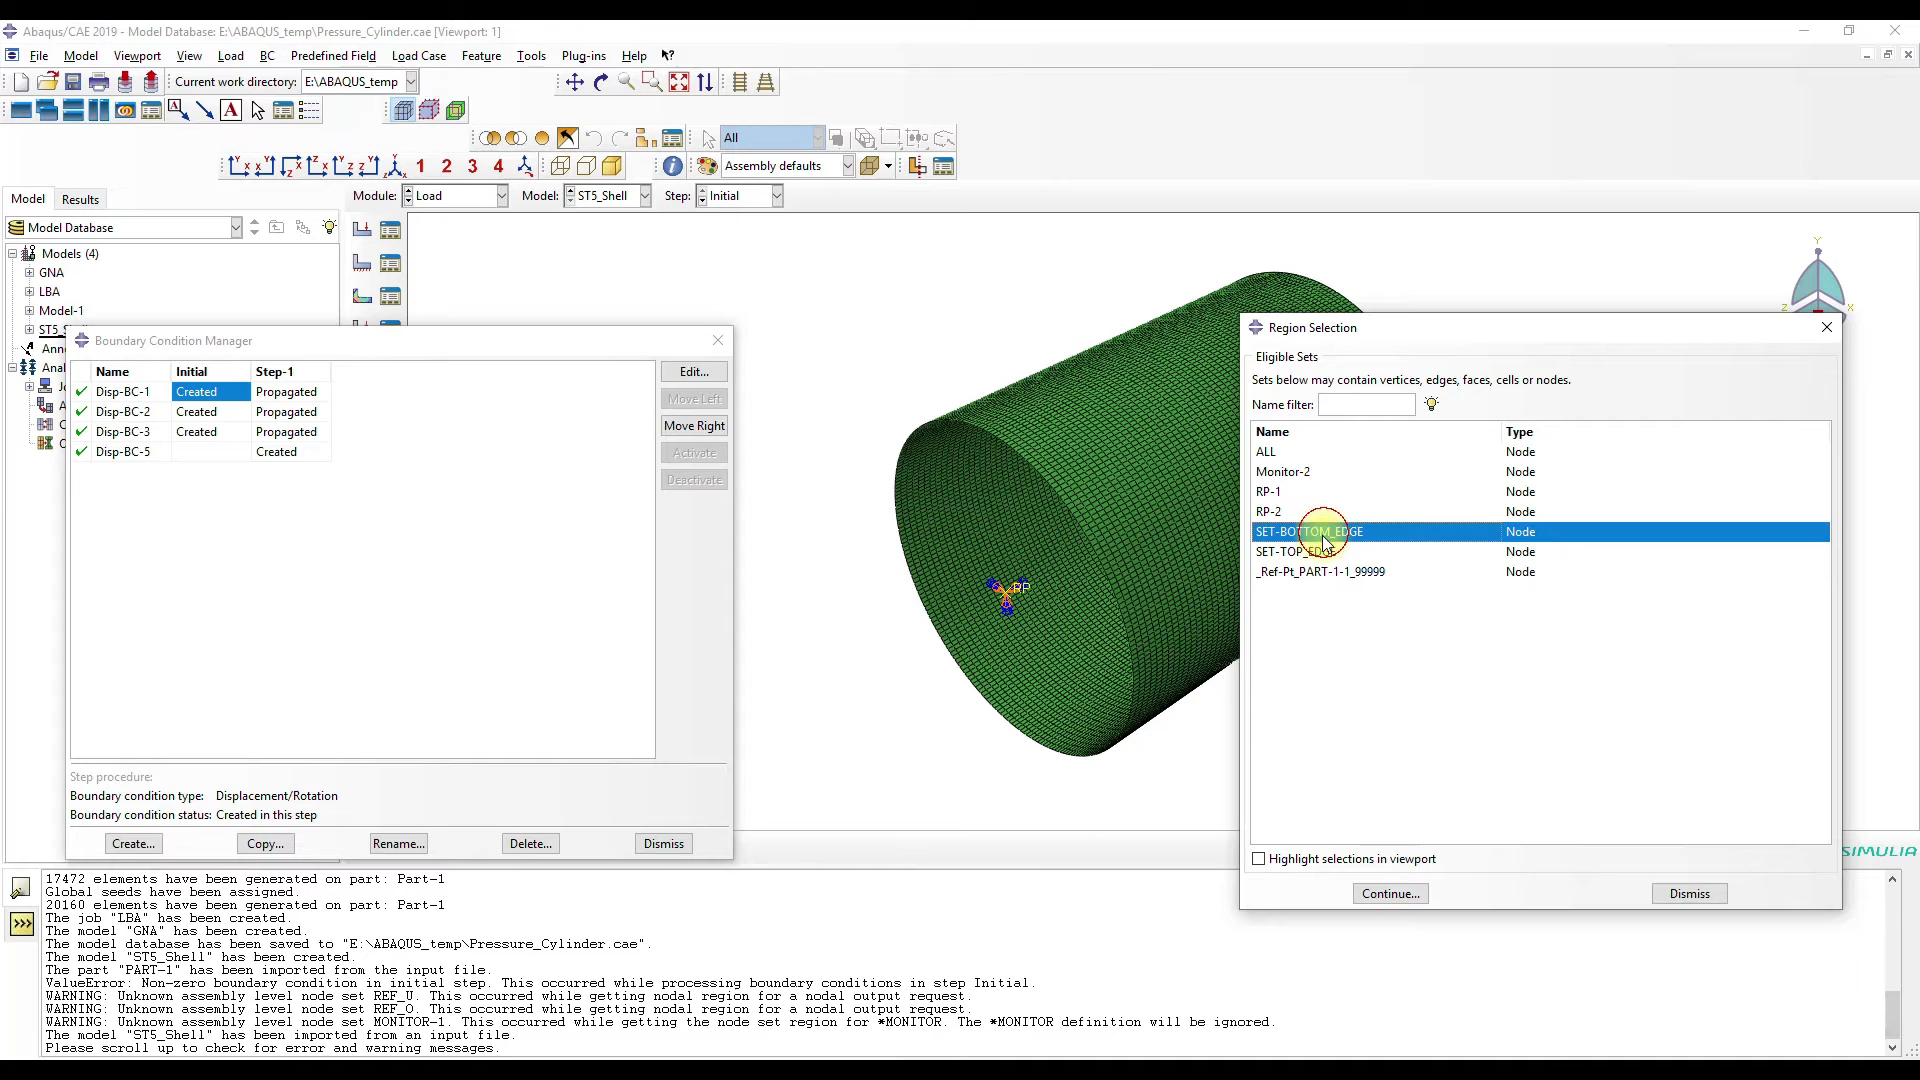 Abaqus/CAE 2019 - Model Database: E:\ABAQUS_temp\Pressure_Cylinder.cae [Viewport: 1]
File Model Viewport View Load BC Predefined Field Load Case Feature Tools Plug-ins Help
Current work directory: E:\ABAQUS_temp
All
1 2 3 4 Assembly defaults
Model Results Module: Load Model: ST5_Shell Step: Initial
Model Database
Models (4)
GNA
LBA
Model-1
Boundary Condition Manager
Name Initial Step-1
Disp-BC-1 Created Propagated
Disp-BC-2 Created Propagated
Disp-BC-3 Created Propagated
Disp-BC-5 Created
Edit...
Move Left
Move Right
Activate
Deactivate
Step procedure:
Boundary condition type: Displacement/Rotation
Boundary condition status: Created in this step
Create... Copy... Rename... Delete... Dismiss
RP
Y
Z X
Region Selection
Eligible Sets
Sets below may contain vertices, edges, faces, cells or nodes.
Name filter:
Name Type
ALL Node
Monitor-2 Node
RP-1 Node
RP-2 Node
SET-BOTTOM_EDGE Node
SET-TOP_EDGE Node
_Ref-Pt_PART-1-1_99999 Node
Highlight selections in viewport
Continue... Dismiss
SIMULIA
17472 elements have been generated on part: Part-1
Global seeds have been assigned.
20160 elements have been generated on part: Part-1
The job "LBA" has been created.
The model "GNA" has been created.
The model database has been saved to "E:\ABAQUS_temp\Pressure_Cylinder.cae".
The model "ST5_Shell" has been created.
The part "PART-1" has been imported from the input file.
ValueError: Non-zero boundary condition in initial step. This occurred while processing boundary conditions in step Initial.
WARNING: Unknown assembly level node set REF_U. This occurred while getting nodal region for a nodal output request.
WARNING: Unknown assembly level node set REF_O. This occurred while getting nodal region for a nodal output request.
WARNING: Unknown assembly level node set MONITOR-1. This occurred while getting the node set region for *MONITOR. The *MONITOR definition will be ignored.
The model "ST5_Shell" has been imported from an input file.
Please scroll up to check for error and warning messages.